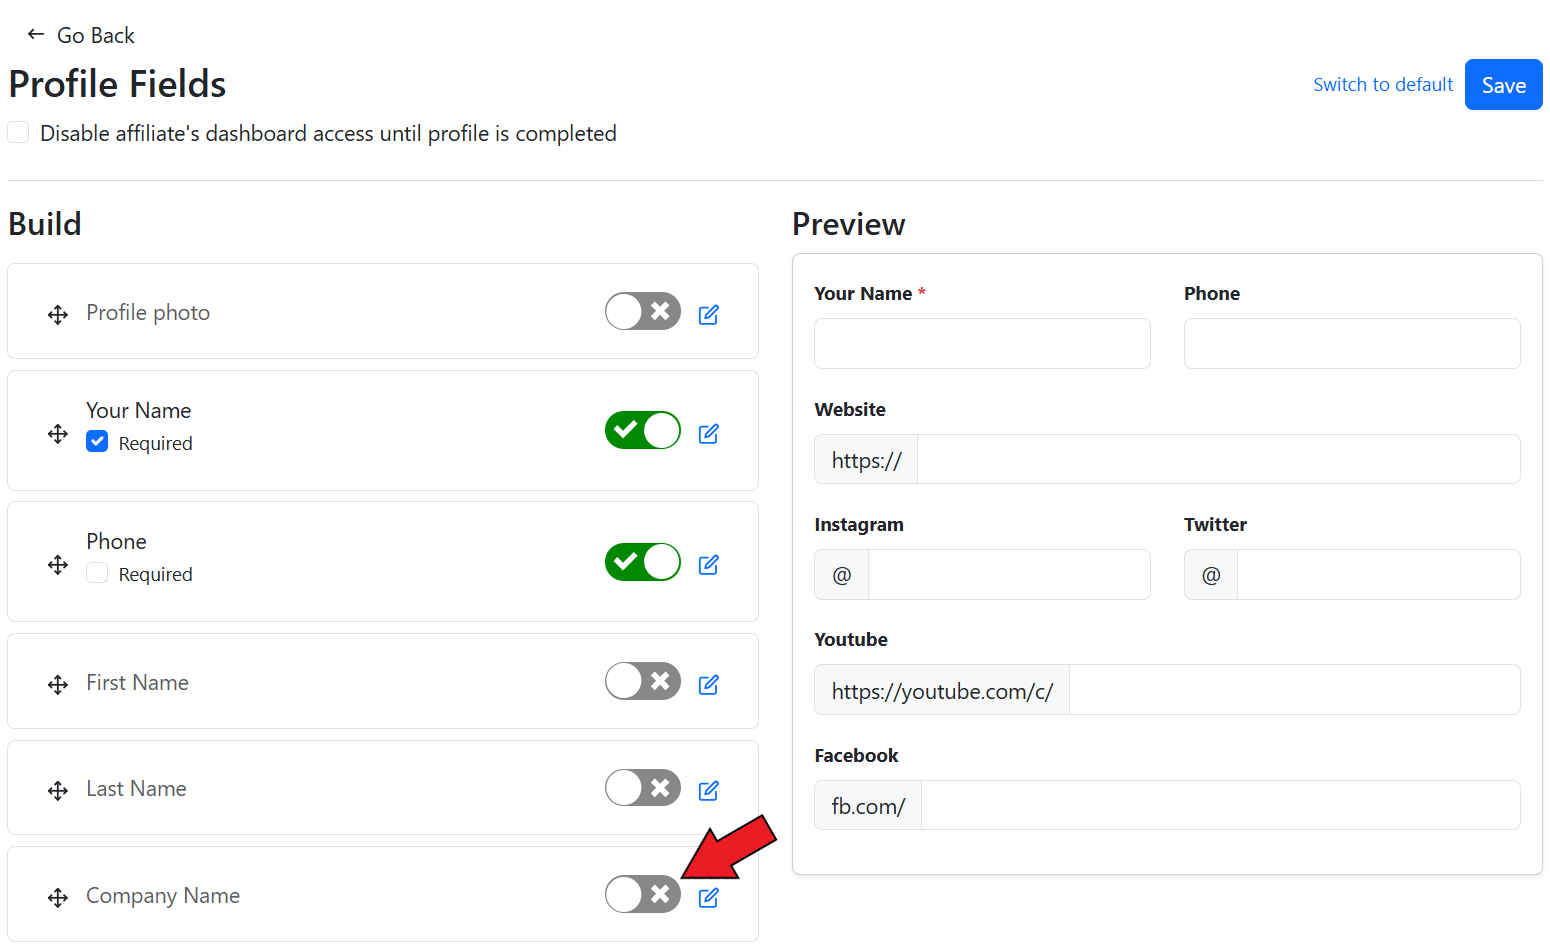 Go Back
Profile Fields
Switch to default
Save
Disable affiliate's dashboard access until profile is completed
Build
Profile photo
Your Name
Required
Phone
Required
First Name
Last Name
Company Name
Preview
Your Name *
Phone
Website
https://
Instagram
Twitter
@
@
Youtube
https://youtube.com/c/
Facebook
fb.com/